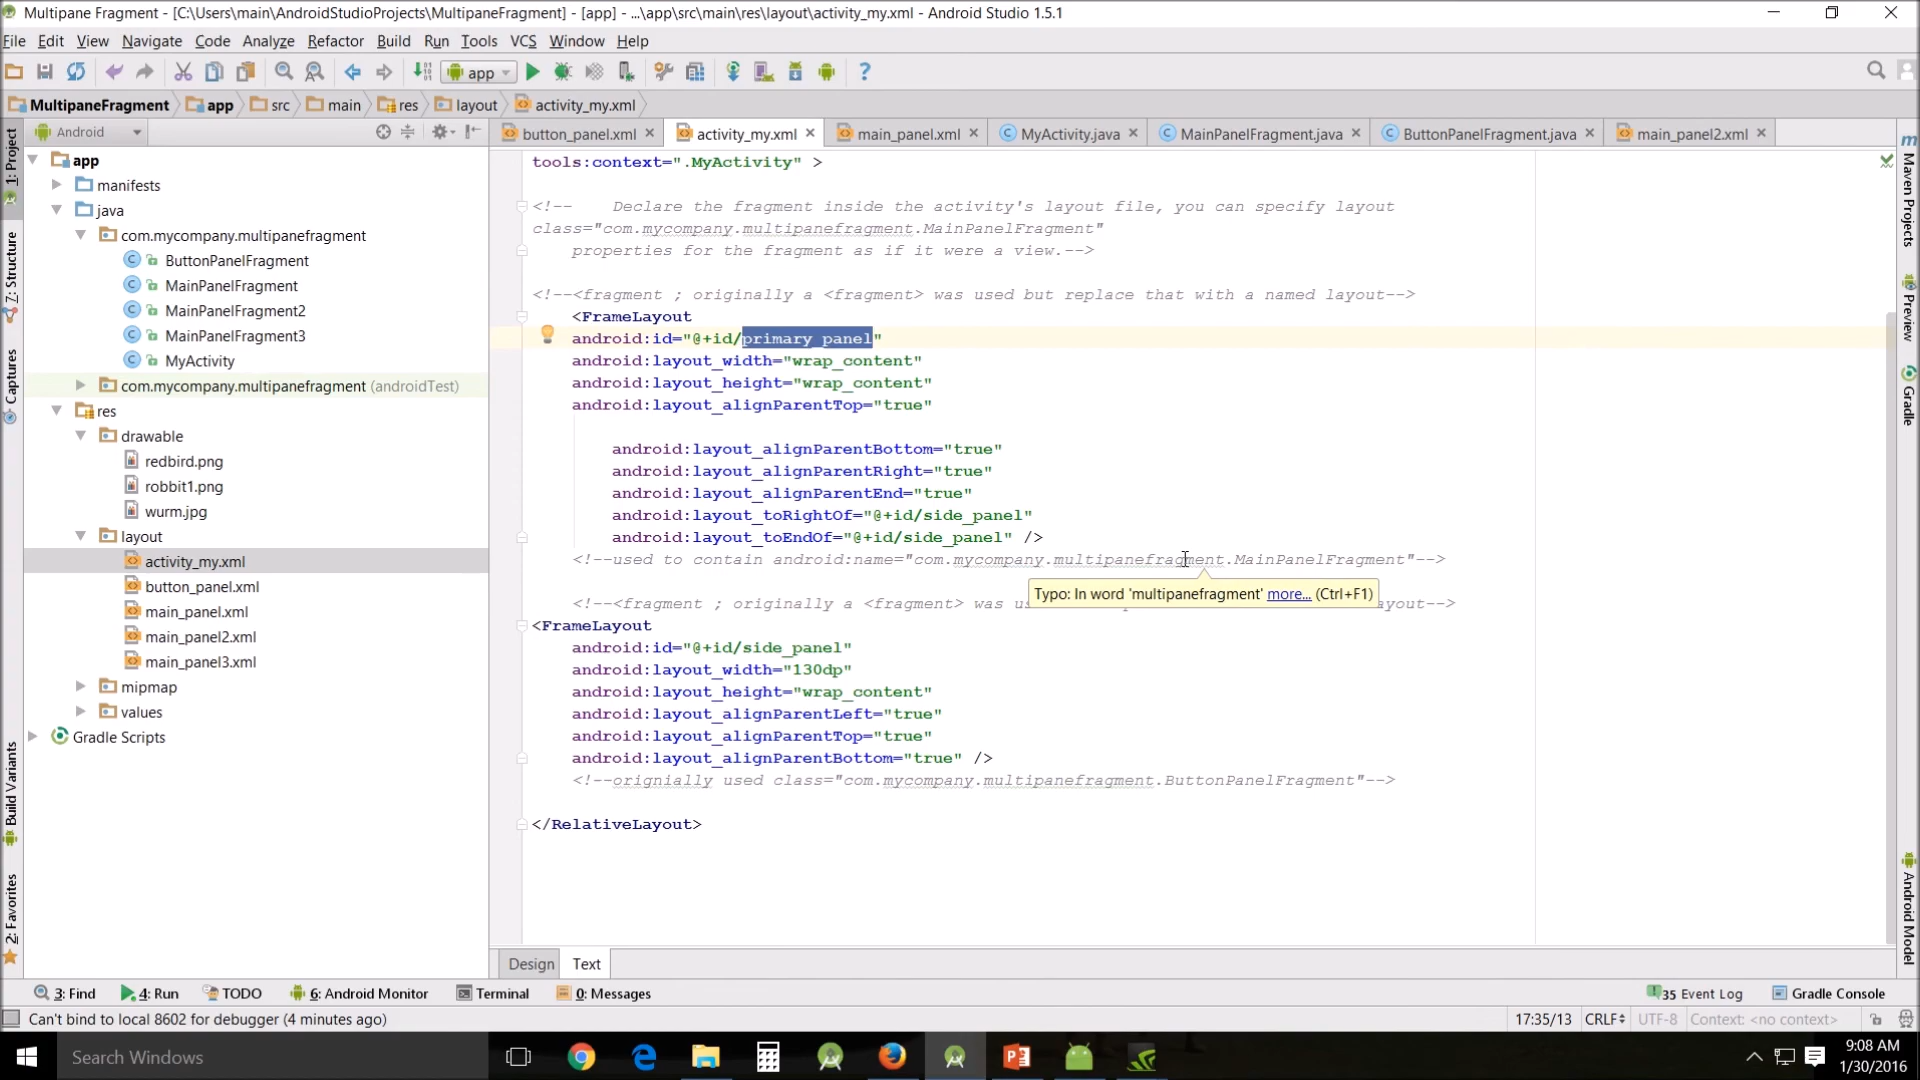 Multipane Fragment - [C:\Users\main\AndroidStudioProjects\MultipaneFragment] - [app] - ...\app\src\main\res\layout\activity_my.xml - Android Studio 1.5.1
File Edit View Navigate Code Analyze Refactor Build Run Tools VCS Window Help
app
MultipaneFragment app src main res layout activity_my.xml
Android
button_panel.xml activity_my.xml main_panel.xml MyActivity.java MainPanelFragment.java ButtonPanelFragment.java main_panel2.xml
1: Project
7: Structure
Captures
Build Variants
2: Favorites
app
manifests
java
com.mycompany.multipanefragment
ButtonPanelFragment
MainPanelFragment
MainPanelFragment2
MainPanelFragment3
MyActivity
com.mycompany.multipanefragment (androidTest)
res
drawable
redbird.png
robbit1.png
wurm.jpg
layout
activity_my.xml
button_panel.xml
main_panel.xml
main_panel2.xml
main_panel3.xml
mipmap
values
Gradle Scripts
tools:context=".MyActivity" >
<!-- Declare the fragment inside the activity's layout file, you can specify layout
class="com.mycompany.multipanefragment.MainPanelFragment"
properties for the fragment as if it were a view.-->
<!--<fragment ; originally a <fragment> was used but replace that with a named layout-->
<FrameLayout
android:id="@+id/primary_panel"
android:layout_width="wrap_content"
android:layout_height="wrap_content"
android:layout_alignParentTop="true"
android:layout_alignParentBottom="true"
android:layout_alignParentRight="true"
android:layout_alignParentEnd="true"
android:layout_toRightOf="@+id/side_panel"
android:layout_toEndOf="@+id/side_panel" />
<!--used to contain android:name="com.mycompany.multipanefragment.MainPanelFragment"-->
Typo: In word 'multipanefragment' more... (Ctrl+F1)
<!--<fragment ; originally a <fragment> was us ayout-->
<FrameLayout
android:id="@+id/side_panel"
android:layout_width="130dp"
android:layout_height="wrap_content"
android:layout_alignParentLeft="true"
android:layout_alignParentTop="true"
android:layout_alignParentBottom="true" />
<!--orignially used class="com.mycompany.multipanefragment.ButtonPanelFragment"-->
</RelativeLayout>
Maven Projects
Preview
Gradle
Android Model
Design Text
3: Find 4: Run TODO 6: Android Monitor Terminal 0: Messages 35 Event Log Gradle Console
Can't bind to local 8602 for debugger (4 minutes ago) 17:35/13 CRLF UTF-8 Context: <no context>
Search Windows
9:08 AM
1/30/2016